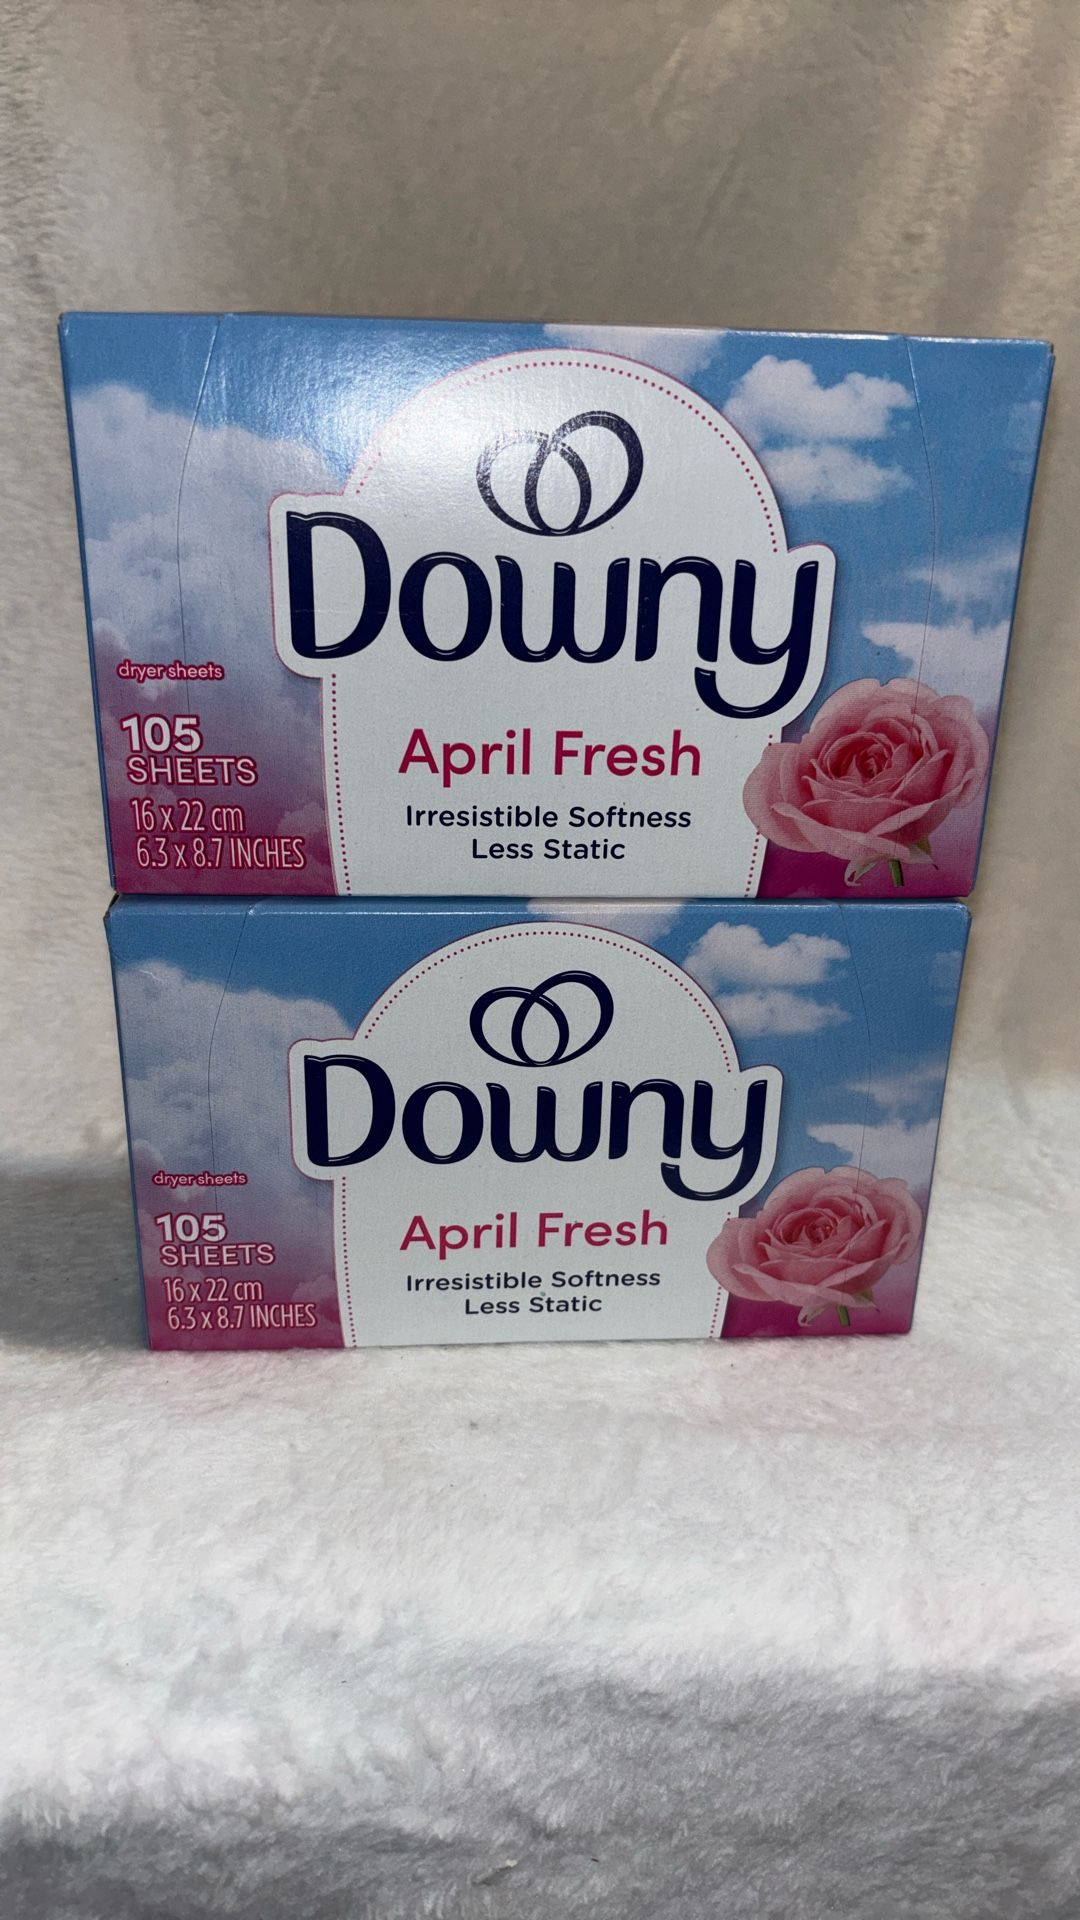 Downy
April Fresh
Irresistible Softness
Less Static
dryer sheets
105
SHEETS
16 x 22 cm
6.3 x 8.7 INCHES
Downy
April Fresh
Irresistible Softness
Less Static
dryer sheets
105
SHEETS
16 x 22 cm
6.3 x 8.7 INCHES